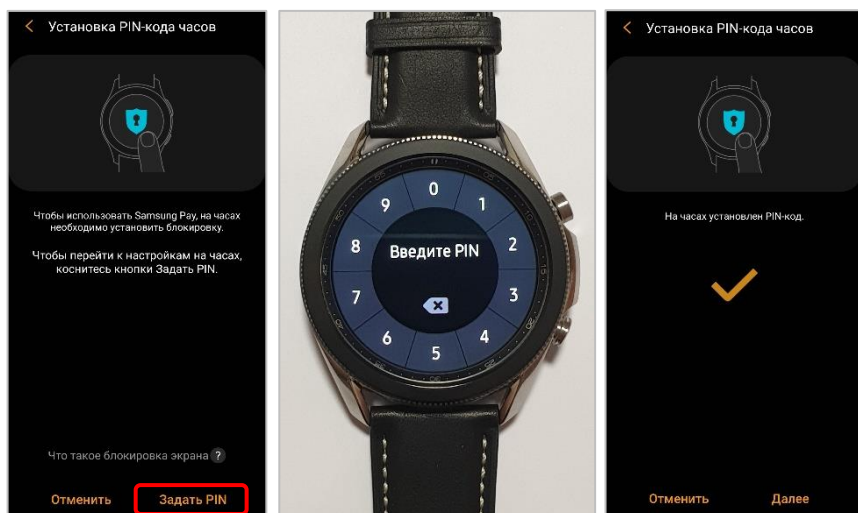 Установка PIN-кода часов
Чтобы использовать Samsung Pay, на часах
необходимо установить блокировку.
Чтобы перейти к настройкам на часах,
коснитесь кнопки Задать PIN.
Что такое блокировка экрана ?
Отменить Задать PIN
0
1
2
3
4
5
6
7
8
9
Введите PIN
Установка PIN-кода часов
На часах установлен PIN-код.
Отменить Далее